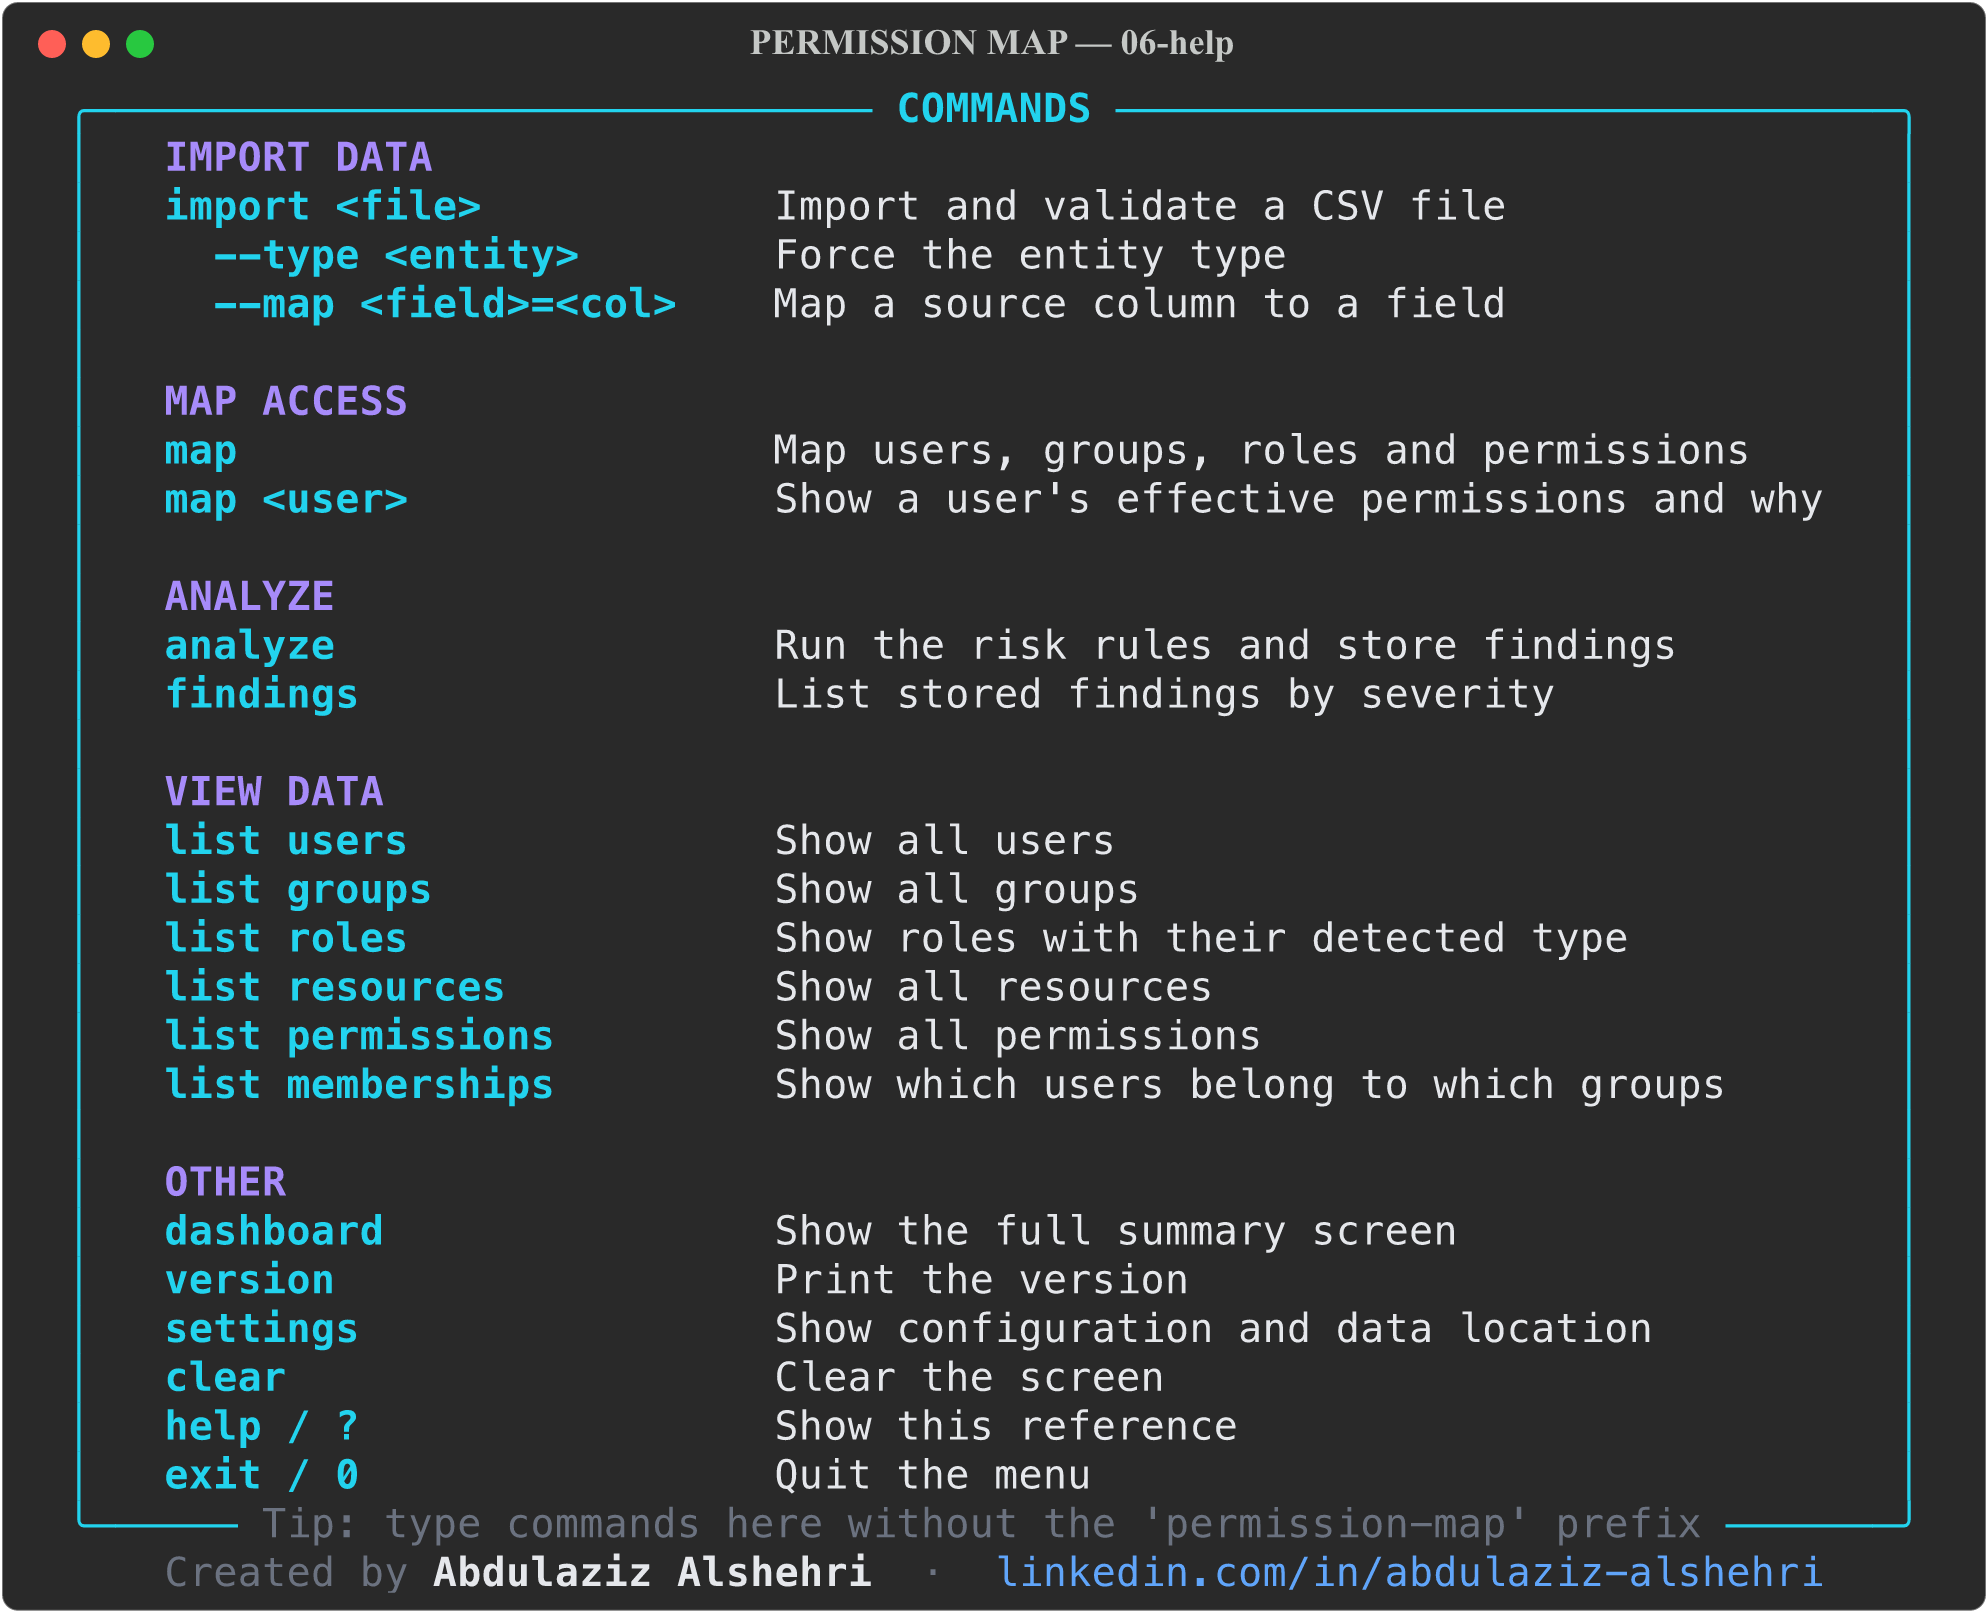 PERMISSION MAP — 06-help
COMMANDS
IMPORT DATA
import <file> Import and validate a CSV file
--type <entity> Force the entity type
--map <field>=<col> Map a source column to a field
MAP ACCESS
map Map users, groups, roles and permissions
map <user> Show a user's effective permissions and why
ANALYZE
analyze Run the risk rules and store findings
findings List stored findings by severity
VIEW DATA
list users Show all users
list groups Show all groups
list roles Show roles with their detected type
list resources Show all resources
list permissions Show all permissions
list memberships Show which users belong to which groups
OTHER
dashboard Show the full summary screen
version Print the version
settings Show configuration and data location
clear Clear the screen
help / ? Show this reference
exit / 0 Quit the menu
Tip: type commands here without the 'permission-map' prefix
Created by Abdulaziz Alshehri · linkedin.com/in/abdulaziz-alshehri